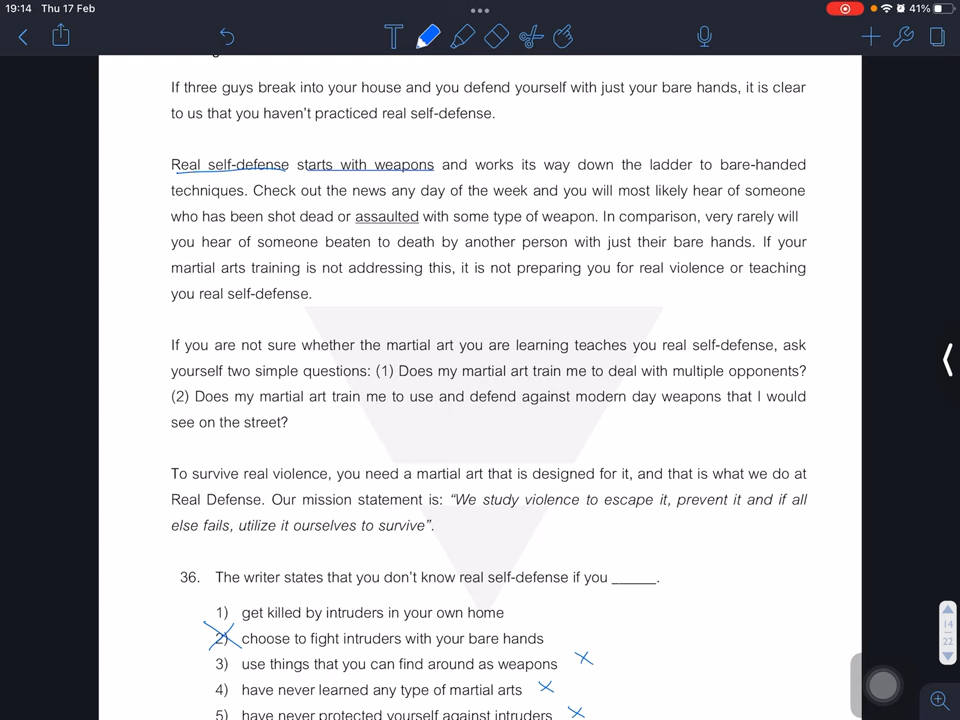 19:14 Thu 17 Feb
41%
If three guys break into your house and you defend yourself with just your bare hands, it is clear
to us that you haven't practiced real self-defense.
Real self-defense starts with weapons and works its way down the ladder to bare-handed
techniques. Check out the news any day of the week and you will most likely hear of someone
who has been shot dead or assaulted with some type of weapon. In comparison, very rarely will
you hear of someone beaten to death by another person with just their bare hands. If your
martial arts training is not addressing this, it is not preparing you for real violence or teaching
you real self-defense.
If you are not sure whether the martial art you are learning teaches you real self-defense, ask
yourself two simple questions: (1) Does my martial art train me to deal with multiple opponents?
(2) Does my martial art train me to use and defend against modern day weapons that I would
see on the street?
To survive real violence, you need a martial art that is designed for it, and that is what we do at
Real Defense. Our mission statement is: "We study violence to escape it, prevent it and if all
else fails, utilize it ourselves to survive".
36. The writer states that you don't know real self-defense if you ______.
1) get killed by intruders in your own home
2) choose to fight intruders with your bare hands
3) use things that you can find around as weapons
4) have never learned any type of martial arts
5) have never protected yourself against intruders
14
22